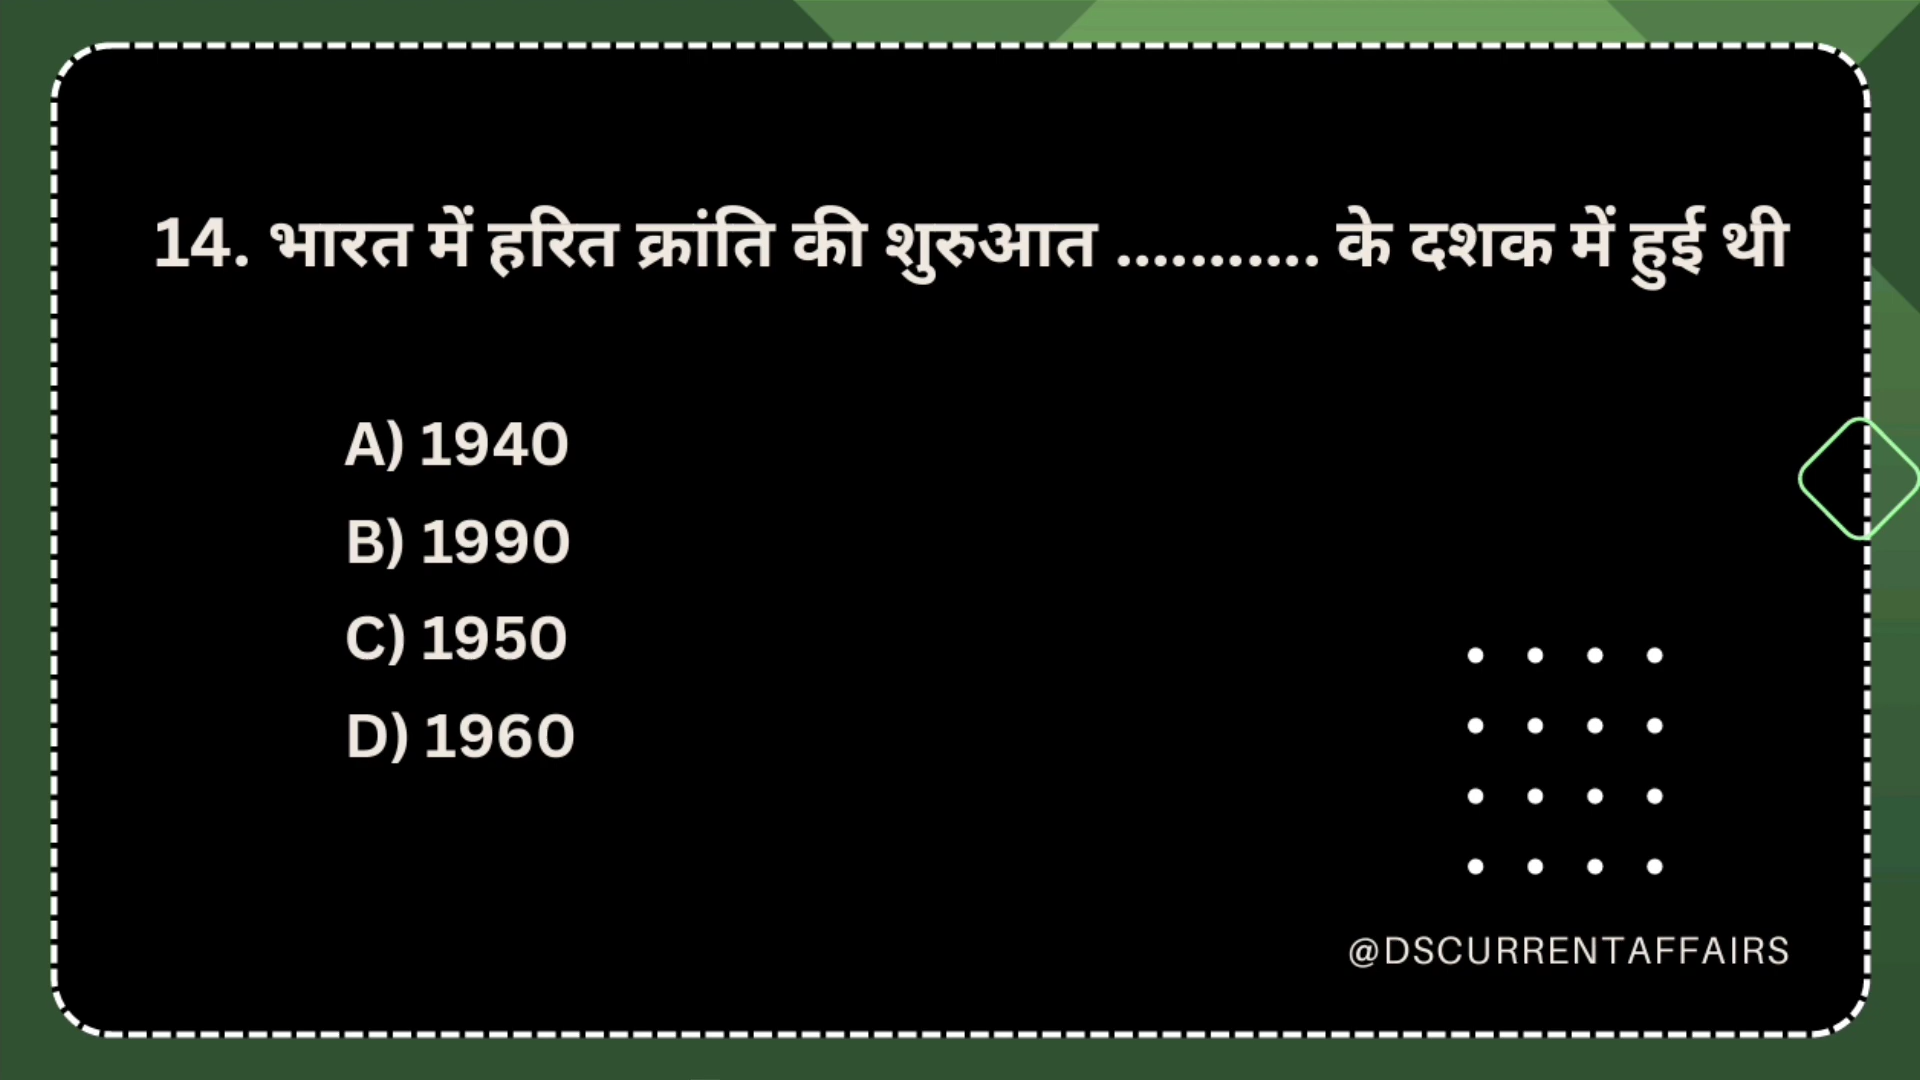 14. भारत में हरित क्रांति की शुरुआत ........... के दशक में हुई थी
A) 1940
B) 1990
C) 1950
D) 1960
@DSCURRENTAFFAIRS